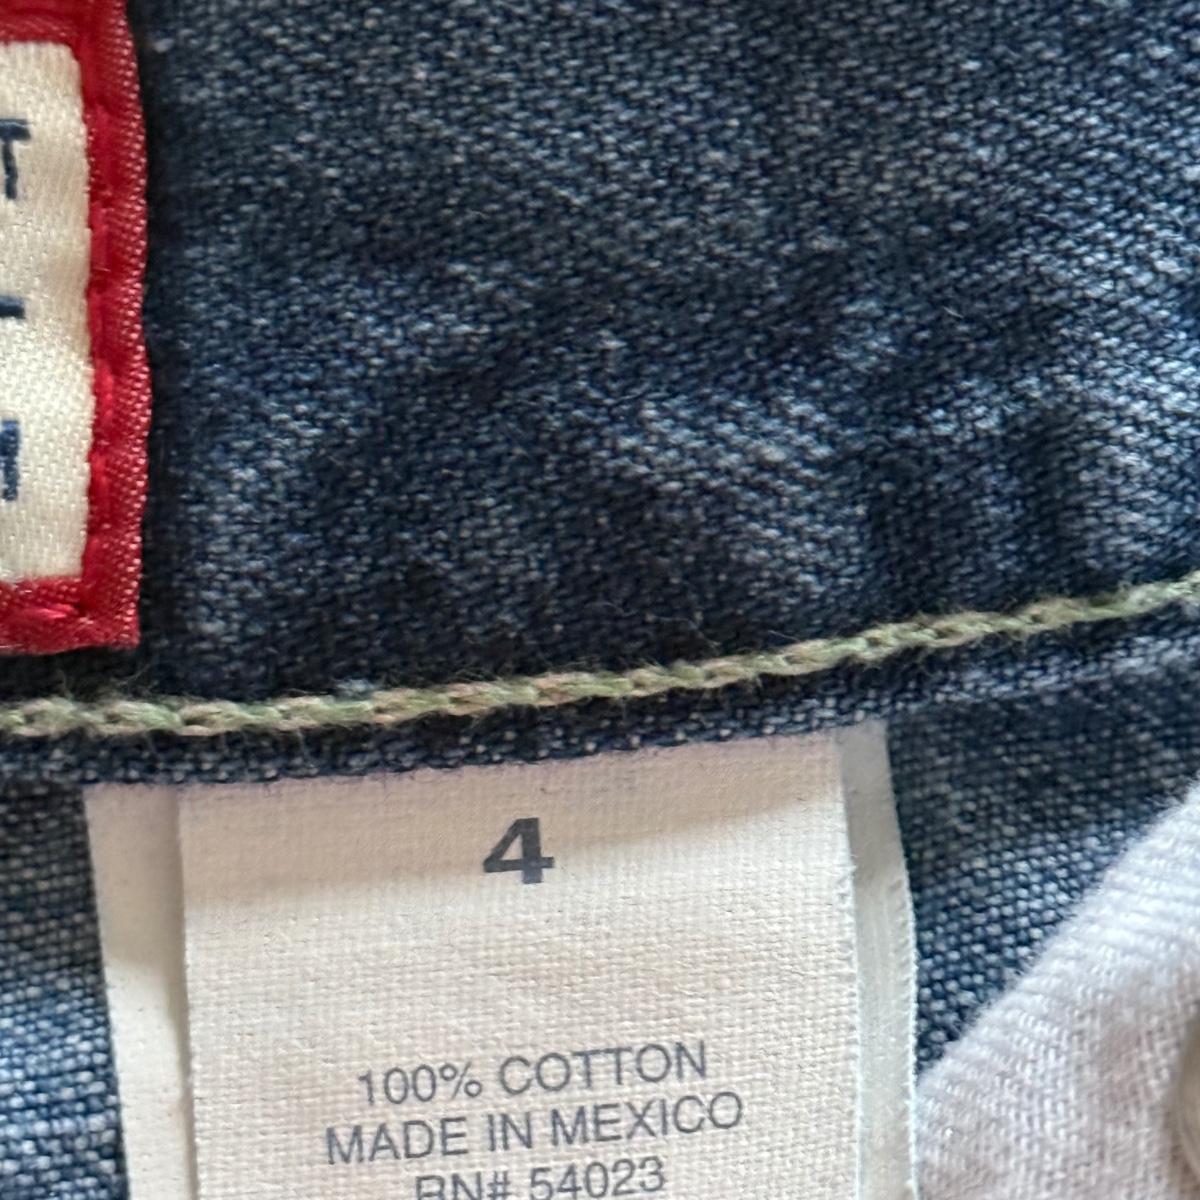 4
100% COTTON
MADE IN MEXICO
RN# 54023